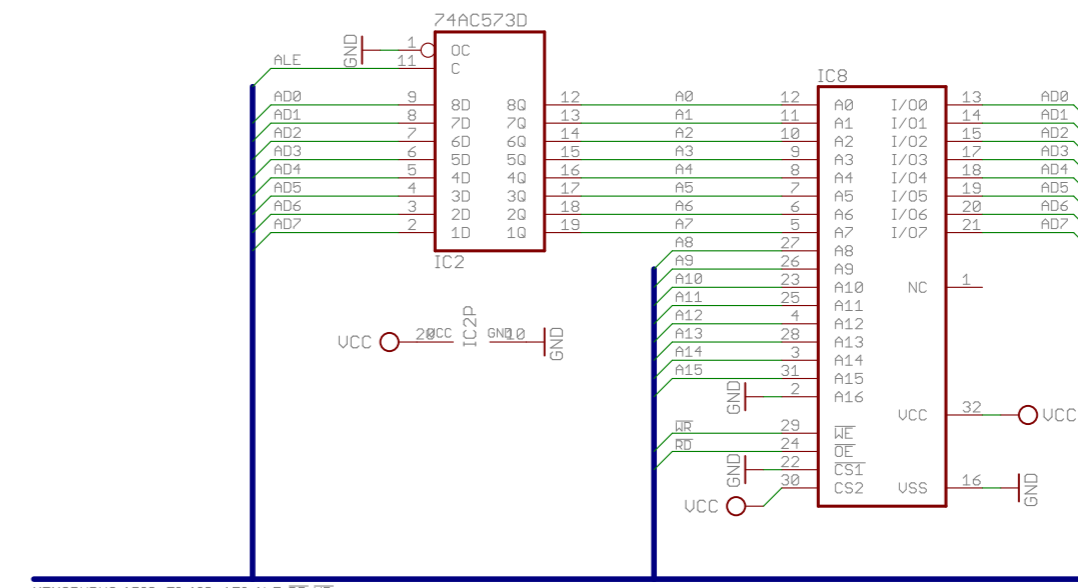 74AC573D
GND 1 OC
ALE 11 C
IC8
AD0 9 8D 8Q 12 A0 12 A0 I/O0 13 AD0
AD1 8 7D 7Q 13 A1 11 A1 I/O1 14 AD1
AD2 7 6D 6Q 14 A2 10 A2 I/O2 15 AD2
AD3 6 5D 5Q 15 A3 9 A3 I/O3 17 AD3
AD4 5 4D 4Q 16 A4 8 A4 I/O4 18 AD4
AD5 4 3D 3Q 17 A5 7 A5 I/O5 19 AD5
AD6 3 2D 2Q 18 A6 6 A6 I/O6 20 AD6
AD7 2 1D 1Q 19 A7 5 A7 I/O7 21 AD7
A8 27 A8
IC2 A9 26 A9
A10 23 A10 NC 1
A11 25 A11
A12 4 A12
VCC 20 VCC IC2P GND 10 GND A13 28 A13
A14 3 A14
A15 31 A15
GND 2 A16
VCC 32 VCC
WR 29 WE
RD 24 OE
GND 22 CS1
30 CS2 VSS 16 GND
VCC